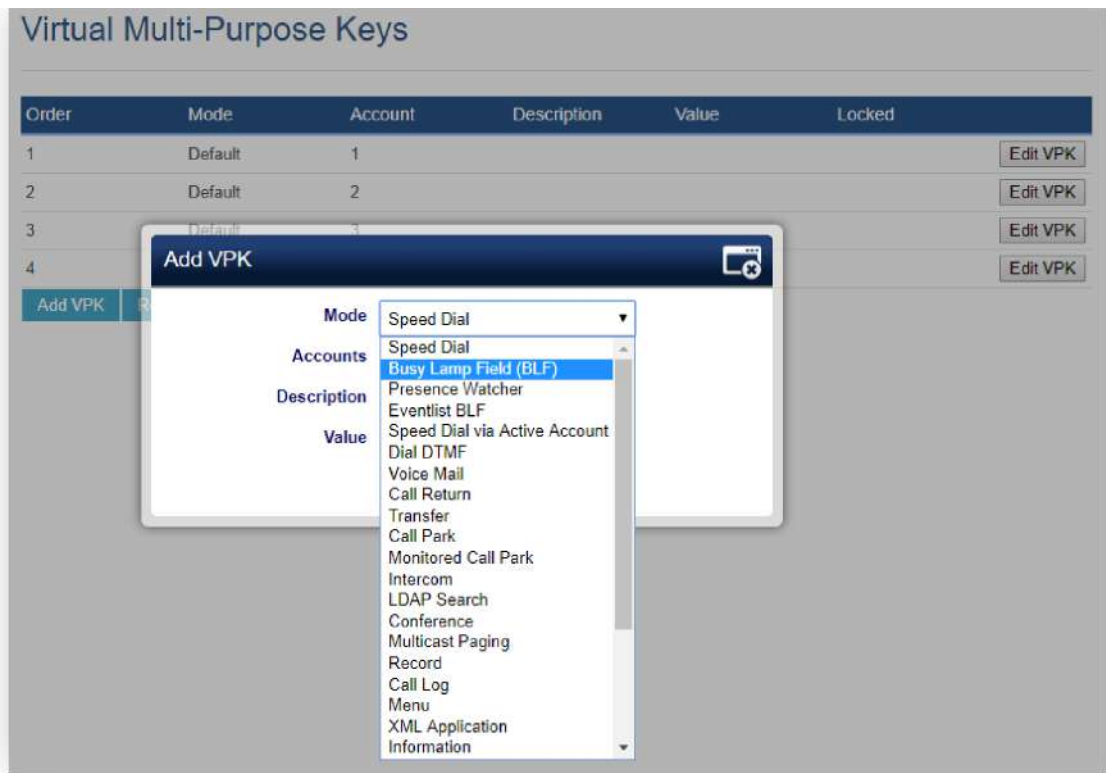 Virtual Multi-Purpose Keys
Order Mode Account Description Value Locked
1 Default 1 Edit VPK
2 Default 2 Edit VPK
3 Default 3 Edit VPK
4 Edit VPK
Add VPK
Add VPK
Mode Speed Dial
Accounts
Description
Value
Speed Dial
Busy Lamp Field (BLF)
Presence Watcher
Eventlist BLF
Speed Dial via Active Account
Dial DTMF
Voice Mail
Call Return
Transfer
Call Park
Monitored Call Park
Intercom
LDAP Search
Conference
Multicast Paging
Record
Call Log
Menu
XML Application
Information